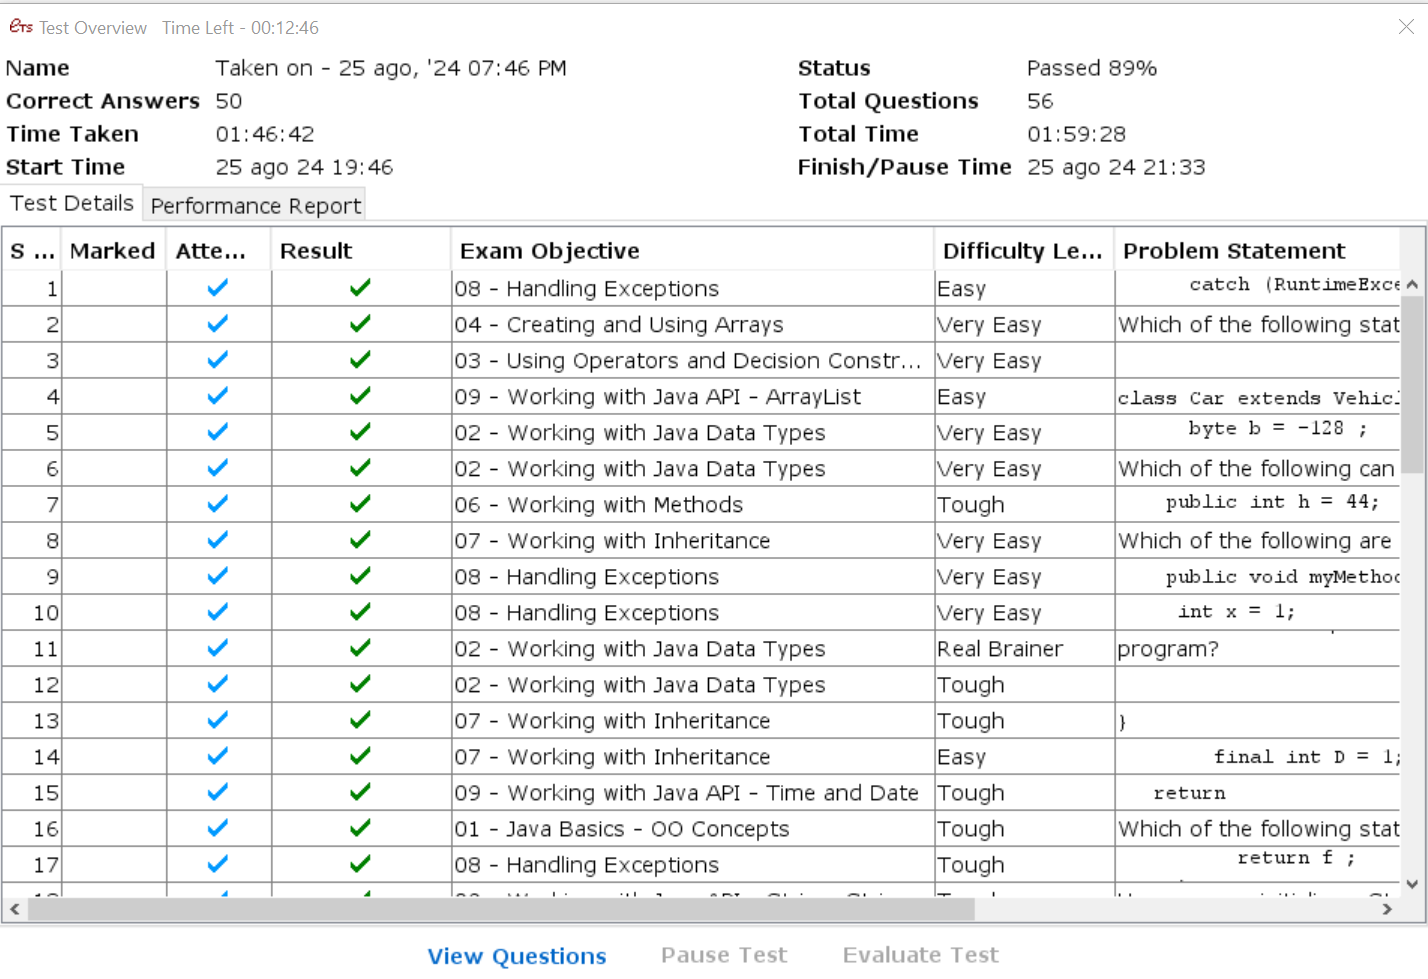 eTS Test Overview Time Left - 00:12:46
Name Taken on - 25 ago, '24 07:46 PM Status Passed 89%
Correct Answers 50 Total Questions 56
Time Taken 01:46:42 Total Time 01:59:28
Start Time 25 ago 24 19:46 Finish/Pause Time 25 ago 24 21:33
Test Details Performance Report
S ... Marked Atte... Result Exam Objective Difficulty Le... Problem Statement
1 08 - Handling Exceptions Easy catch (RuntimeExce
2 04 - Creating and Using Arrays Very Easy Which of the following stat
3 03 - Using Operators and Decision Constr... Very Easy
4 09 - Working with Java API - ArrayList Easy class Car extends Vehicl
5 02 - Working with Java Data Types Very Easy byte b = -128 ;
6 02 - Working with Java Data Types Very Easy Which of the following can
7 06 - Working with Methods Tough public int h = 44;
8 07 - Working with Inheritance Very Easy Which of the following are
9 08 - Handling Exceptions Very Easy public void myMethod
10 08 - Handling Exceptions Very Easy int x = 1;
11 02 - Working with Java Data Types Real Brainer program?
12 02 - Working with Java Data Types Tough
13 07 - Working with Inheritance Tough }
14 07 - Working with Inheritance Easy final int D = 1;
15 09 - Working with Java API - Time and Date Tough return
16 01 - Java Basics - OO Concepts Tough Which of the following stat
17 08 - Handling Exceptions Tough return f ;
View Questions Pause Test Evaluate Test